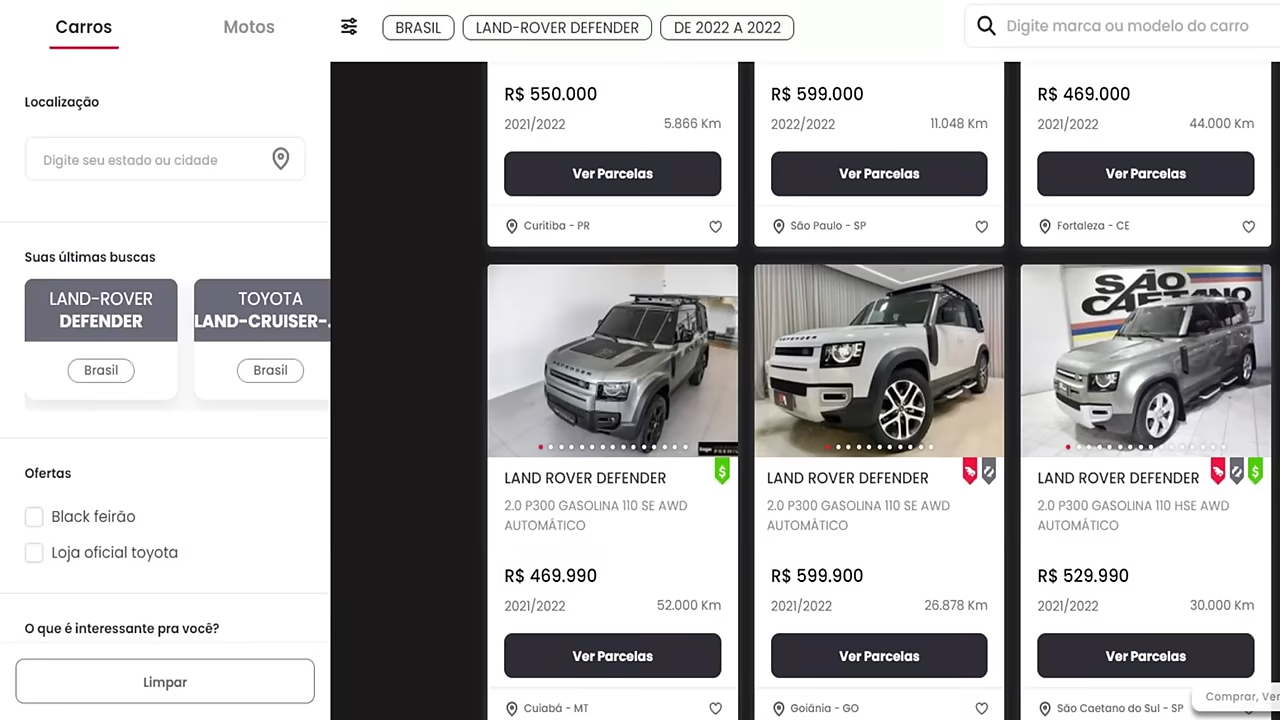 Carros
Motos
BRASIL
LAND-ROVER DEFENDER
DE 2022 A 2022
Digite marca ou modelo do carro
Localização
Digite seu estado ou cidade
Suas últimas buscas
LAND-ROVER
DEFENDER
Brasil
TOYOTA
LAND-CRUISER-.
Brasil
Ofertas
Black feirão
Loja oficial toyota
O que é interessante pra você?
Limpar
R$ 550.000
2021/2022
5.866 Km
Ver Parcelas
Curitiba - PR
R$ 599.000
2022/2022
11.048 Km
Ver Parcelas
São Paulo - SP
R$ 469.000
2021/2022
44.000 Km
Ver Parcelas
Fortaleza - CE
LAND ROVER DEFENDER
$
2.0 P300 GASOLINA 110 SE AWD
AUTOMÁTICO
R$ 469.990
2021/2022
52.000 Km
Ver Parcelas
Cuiabá - MT
LAND ROVER DEFENDER
2.0 P300 GASOLINA 110 SE AWD
AUTOMÁTICO
R$ 599.900
2021/2022
26.878 Km
Ver Parcelas
Goiânia - GO
SÃO
CAETANO
LAND ROVER DEFENDER
$
2.0 P300 GASOLINA 110 HSE AWD
AUTOMÁTICO
R$ 529.990
2021/2022
30.000 Km
Ver Parcelas
São Caetano do Sul - SP
Comprar, Ver